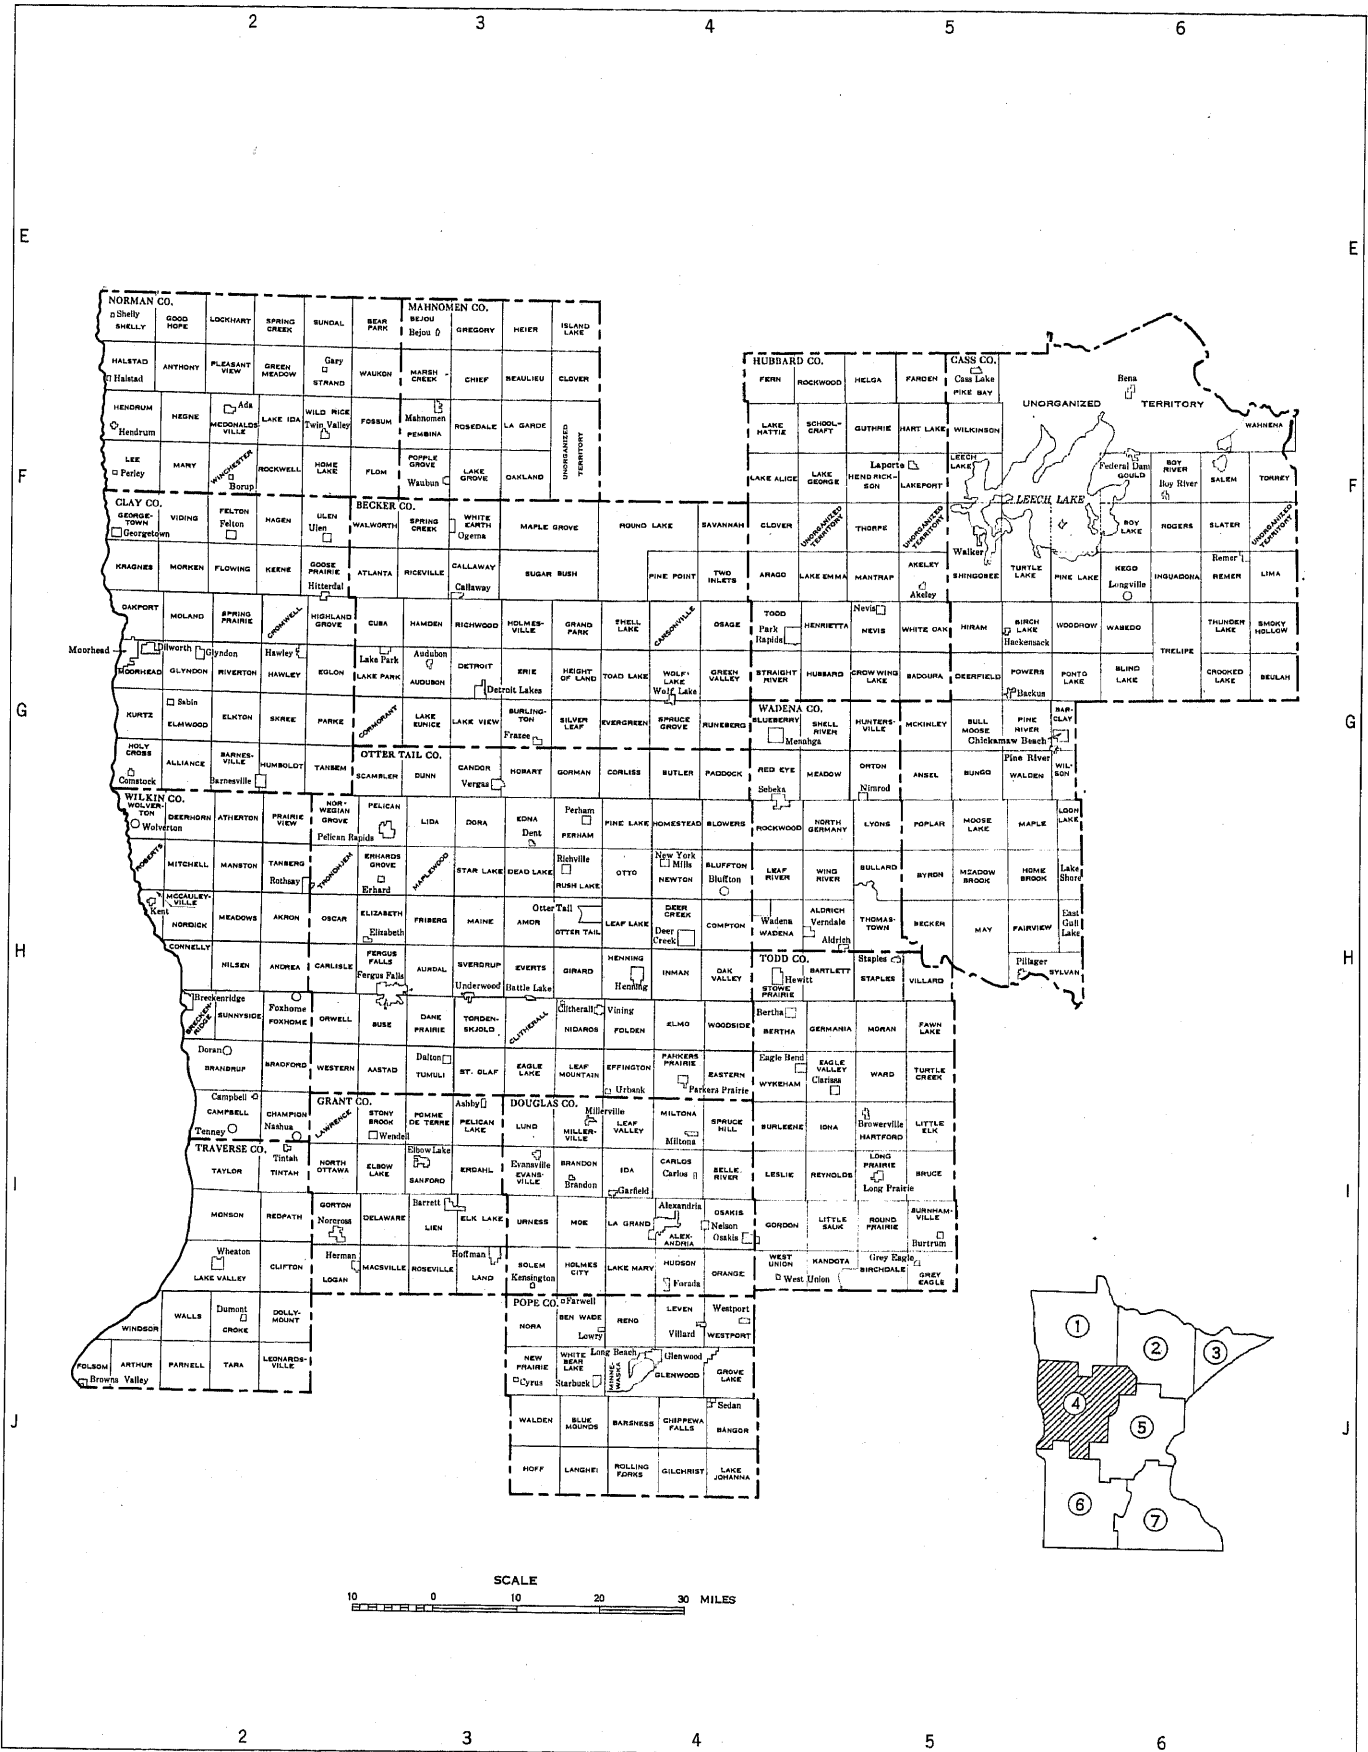 2 3 4 5 6
E E
NORMAN CO. MAHNOMEN CO.
Shelly
SHELLY GOOD HOPE LOCKHART SPRING CREEK SUNDAL BEAR PARK BEJOU Bejou GREGORY HEIER ISLAND LAKE
HALSTAD Halstad ANTHONY PLEASANT VIEW GREEN MEADOW Gary STRAND WAUKON MARSH CREEK CHIEF BEAULIEU CLOVER
HUBBARD CO. CASS CO.
FERN ROCKWOOD HELGA FARDEN Cass Lake PIKE BAY Bena
UNORGANIZED TERRITORY
WAHNENA
HENDRUM Hendrum HEGNE Ada MCDONALDSVILLE LAKE IDA WILD RICE Twin Valley FOSSUM Mahnomen PEMBINA ROSEDALE LA GARDE UNORGANIZED TERRITORY
LAKE HATTIE SCHOOLCRAFT GUTHRIE HART LAKE WILKINSON
LEE Perley MARY WINCHESTER Borup ROCKWELL HOME LAKE FLOM POPPLE GROVE Waubun LAKE GROVE OAKLAND
LAKE ALICE LAKE GEORGE HENDRICKSON Laporte LAKEPORT LEECH LAKE Federal Dam GOULD BOY RIVER Boy River SALEM TORREY
F F
LEECH LAKE
CLAY CO. BECKER CO.
GEORGETOWN Georgetown VIDING FELTON Felton HAGEN ULEN Ulen WALWORTH SPRING CREEK WHITE EARTH Ogema MAPLE GROVE ROUND LAKE SAVANNAH CLOVER UNORGANIZED TERRITORY THORPE UNORGANIZED TERRITORY Walker BOY LAKE ROGERS SLATER UNORGANIZED TERRITORY
KRAGNES MORKEN FLOWING KEENE GOOSE PRAIRIE Hitterdal ATLANTA RICEVILLE CALLAWAY Callaway SUGAR BUSH PINE POINT TWO INLETS ARAGO LAKE EMMA MANTRAP AKELEY Akeley SHINGOBEE TURTLE LAKE PINE LAKE KEGO Longville INGUADONA Remer REMER LIMA
OAKPORT MOLAND SPRING PRAIRIE CROMWELL HIGHLAND GROVE CUBA HAMDEN RICHWOOD HOLMESVILLE GRAND PARK SHELL LAKE CARSONVILLE OSAGE TODD Park Rapids HENRIETTA Nevis NEVIS WHITE OAK HIRAM BIRCH LAKE Hackensack WOODROW WABEDO TRELIPE THUNDER LAKE SMOKY HOLLOW
Moorhead Dilworth Glyndon Hawley
MOORHEAD GLYNDON RIVERTON HAWLEY EGLON Lake Park LAKE PARK Audubon AUDUBON DETROIT Detroit Lakes ERIE HEIGHT OF LAND TOAD LAKE WOLF LAKE Wolf Lake GREEN VALLEY STRAIGHT RIVER HUBBARD CROW WING LAKE BADOURA DEERFIELD POWERS Backus PONTO LAKE BLIND LAKE CROOKED LAKE BEULAH
G G
WADENA CO.
KURTZ Sabin ELMWOOD ELKTON SKREE PARKE CORMORANT LAKE EUNICE LAKE VIEW BURLINGTON Frazee SILVER LEAF EVERGREEN SPRUCE GROVE RUNEBERG BLUEBERRY Menahga SHELL RIVER HUNTERSVILLE MCKINLEY BULL MOOSE PINE RIVER BARCLAY Chickamaw Beach
Pine River
OTTER TAIL CO.
HOLY CROSS Comstock ALLIANCE BARNESVILLE Barnesville HUMBOLDT TANSEM SCAMBLER DUNN CANDOR Vergas HOBART GORMAN CORLISS BUTLER PADDOCK RED EYE Sebeka MEADOW ORTON Nimrod ANSEL BUNGO WALDEN WILSON
WILKIN CO.
WOLVERTON Wolverton DEERHORN ATHERTON PRAIRIE VIEW NORWEGIAN GROVE PELICAN Pelican Rapids LIDA DORA EDNA Dent Perham PERHAM PINE LAKE HOMESTEAD BLOWERS ROCKWOOD NORTH GERMANY LYONS POPLAR MOOSE LAKE MAPLE LOON LAKE
ROBERTS MITCHELL MANSTON TANBERG Rothsay TRONDHJEM ERHARDS GROVE Erhard MAPLEWOOD STAR LAKE DEAD LAKE Richville RUSH LAKE OTTO New York Mills NEWTON BLUFFTON Bluffton LEAF RIVER WING RIVER BULLARD BYRON MEADOW BROOK HOME BROOK Lake Shore
MCCAULEYVILLE Kent NORDICK MEADOWS AKRON OSCAR ELIZABETH Elizabeth FRIBERG MAINE AMOR Otter Tail OTTER TAIL LEAF LAKE DEER CREEK Deer Creek COMPTON Wadena WADENA ALDRICH Verndale Aldrich THOMASTOWN BECKER MAY FAIRVIEW East Gull Lake
H H
TODD CO.
CONNELLY NILSEN ANDREA CARLISLE FERGUS FALLS Fergus Falls AURDAL SVERDRUP Underwood EVERTS Battle Lake GIRARD HENNING Henning INMAN OAK VALLEY Hewitt STOWE PRAIRIE BARTLETT Staples STAPLES VILLARD Pillager SYLVAN
Breckenridge BRECKENRIDGE SUNNYSIDE Foxhome FOXHOME ORWELL BUSE DANE PRAIRIE TORDENSKJOLD CLITHERALL Clitherall NIDAROS Vining FOLDEN ELMO WOODSIDE Bertha BERTHA GERMANIA MORAN FAWN LAKE
Doran BRANDRUP BRADFORD WESTERN AASTAD Dalton TUMULI ST. OLAF EAGLE LAKE LEAF MOUNTAIN EFFINGTON Urbank PARKERS PRAIRIE Parkers Prairie EASTERN Eagle Bend WYKEHAM EAGLE VALLEY Clarissa WARD TURTLE CREEK
GRANT CO. DOUGLAS CO.
Campbell CAMPBELL Tenney CHAMPION Nashua LAWRENCE STONY BROOK Wendell POMME DE TERRE Ashby PELICAN LAKE LUND Millerville MILLERVILLE LEAF VALLEY MILTONA Miltona SPRUCE HILL BURLEENE IONA Browerville HARTFORD LITTLE ELK
TRAVERSE CO.
TAYLOR Tintah TINTAH NORTH OTTAWA ELBOW LAKE Elbow Lake SANFORD ERDAHL Evansville EVANSVILLE BRANDON Brandon IDA Garfield CARLOS Carlos BELLE RIVER LESLIE REYNOLDS LONG PRAIRIE Long Prairie BRUCE
I I
MONSON REDPATH GORTON Norcross DELAWARE Barrett LIEN ELK LAKE URNESS MOE LA GRAND Alexandria ALEXANDRIA OSAKIS Nelson Osakis GORDON LITTLE SAUK ROUND PRAIRIE BURNHAMVILLE Burtrum
Wheaton LAKE VALLEY CLIFTON Herman LOGAN MACSVILLE ROSEVILLE Hoffman LAND SOLEM Kensington HOLMES CITY LAKE MARY HUDSON Forada ORANGE WEST UNION West Union KANDOTA Grey Eagle BIRCHDALE GREY EAGLE
POPE CO.
WINDSOR WALLS Dumont CROKE DOLLYMOUNT NORA Farwell BEN WADE Lowry RENO LEVEN Villard Westport WESTPORT
FOLSOM Browns Valley ARTHUR PARNELL TARA LEONARDSVILLE NEW PRAIRIE Cyrus WHITE BEAR LAKE Starbuck Long Beach MINNEWASKA Glenwood GLENWOOD GROVE LAKE
J J
WALDEN BLUE MOUNDS BARSNESS CHIPPEWA FALLS Sedan BANGOR
HOFF LANGHEI ROLLING FORKS GILCHRIST LAKE JOHANNA
1 2 3 4 5 6 7
SCALE
10 0 10 20 30 MILES
2 3 4 5 6